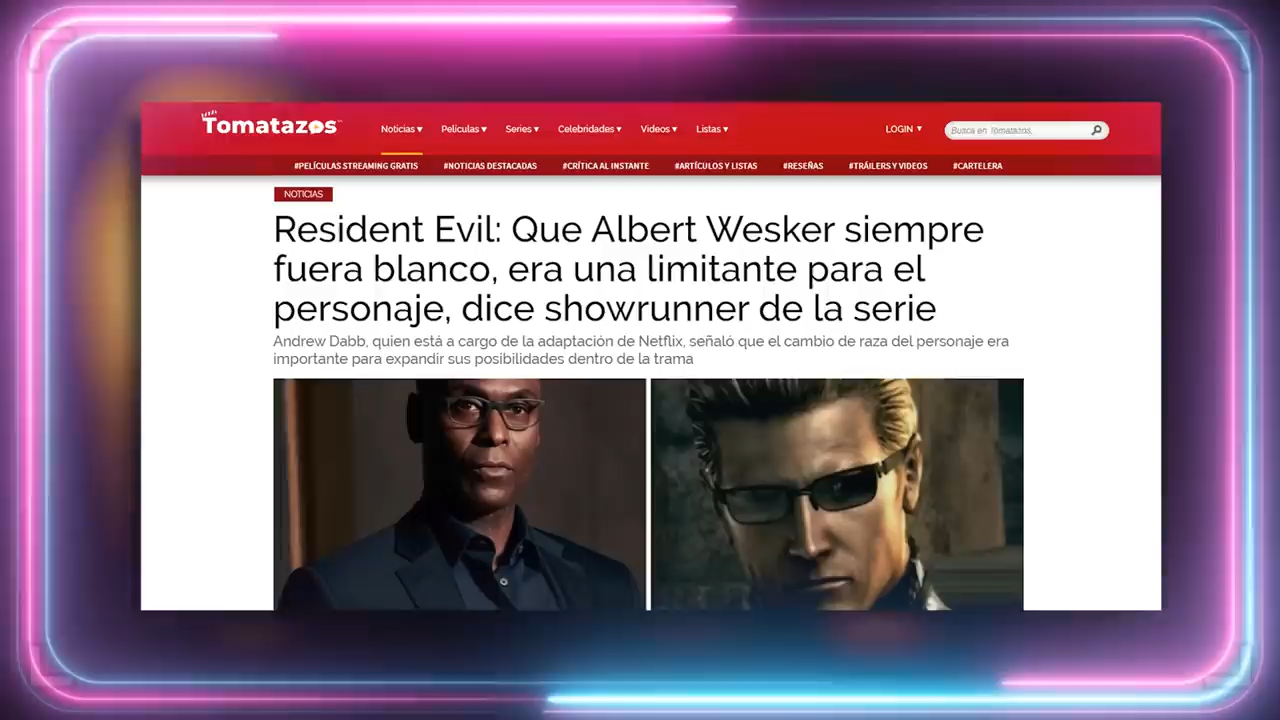 Tomatazos
Noticias ▾ Películas ▾ Series ▾ Celebridades ▾ Videos ▾ Listas ▾ LOGIN ▾ Busca en Tomatazos,
#PELÍCULAS STREAMING GRATIS #NOTICIAS DESTACADAS #CRÍTICA AL INSTANTE #ARTÍCULOS Y LISTAS #RESEÑAS #TRÁILERS Y VIDEOS #CARTELERA
NOTICIAS
Resident Evil: Que Albert Wesker siempre
fuera blanco, era una limitante para el
personaje, dice showrunner de la serie
Andrew Dabb, quien está a cargo de la adaptación de Netflix, señaló que el cambio de raza del personaje era
importante para expandir sus posibilidades dentro de la trama